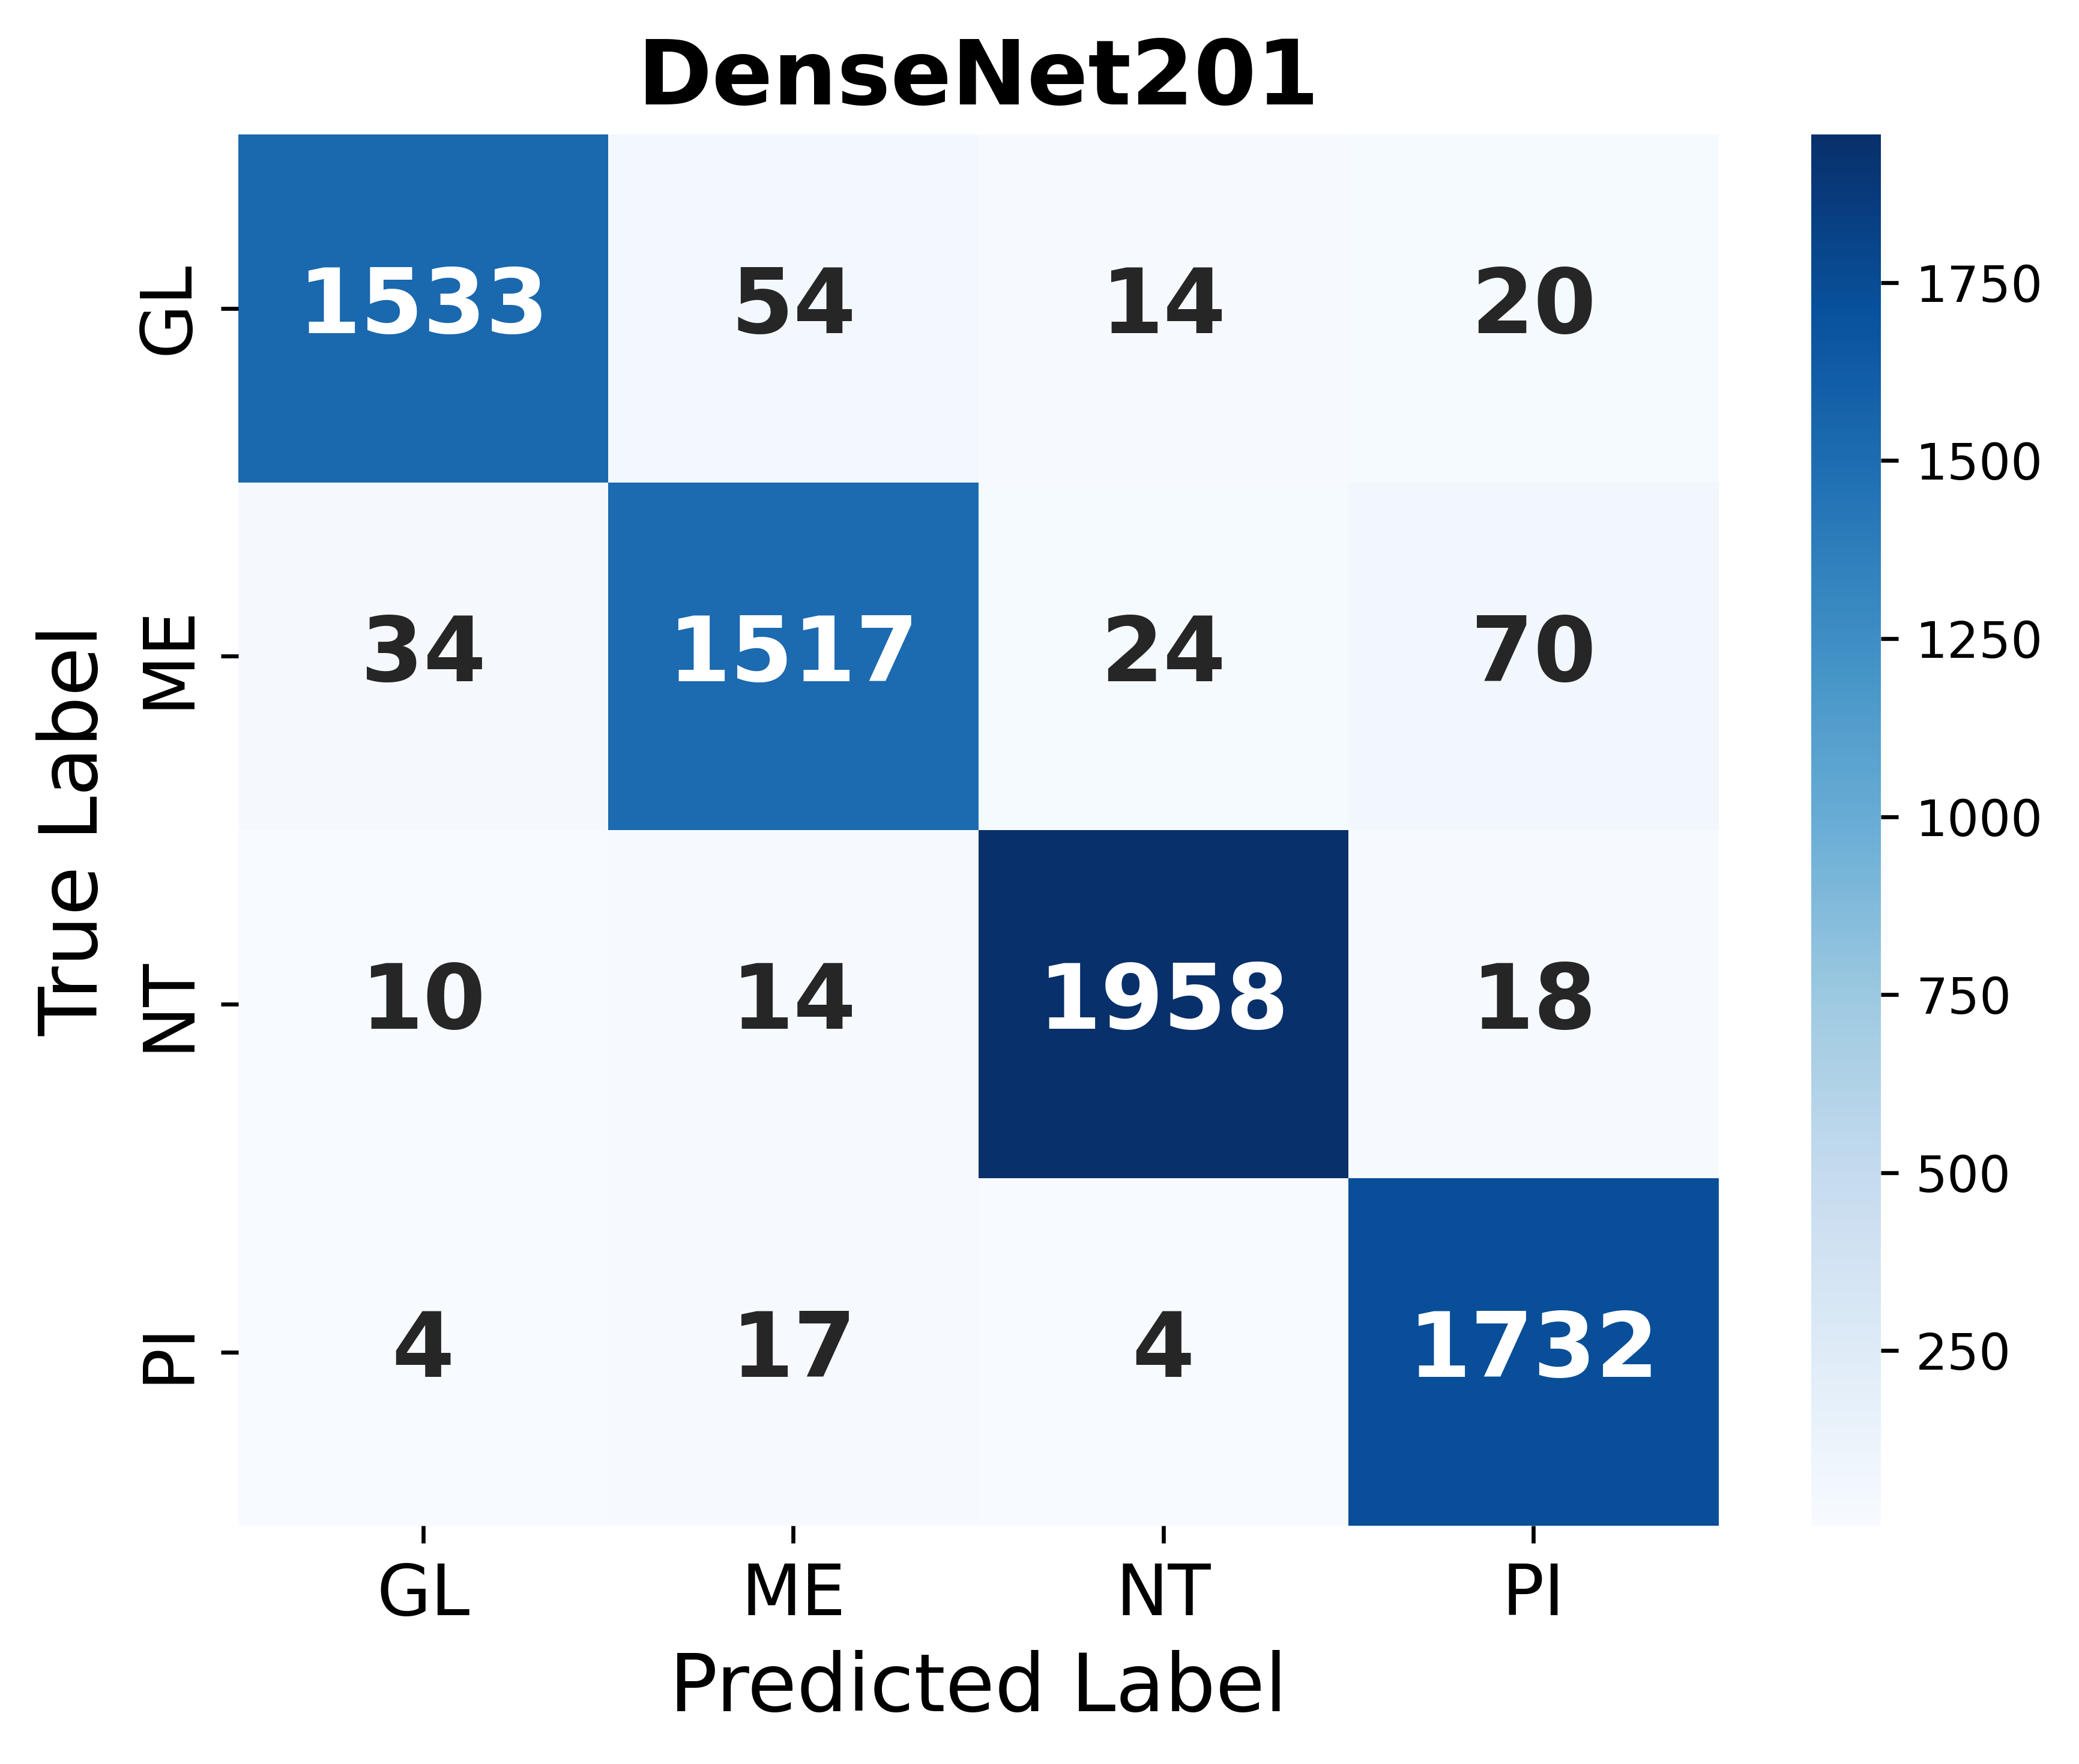 DenseNet201
1533 54 14 20
34 1517 24 70
10 14 1958 18
4 17 4 1732
GL
ME
NT
PI
True Label
GL ME NT PI
Predicted Label
1750
1500
1250
1000
750
500
250